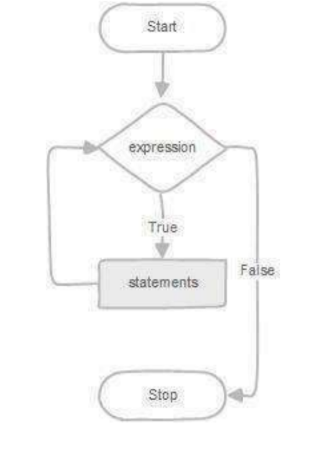 Start
expression
True
statements
False
Stop